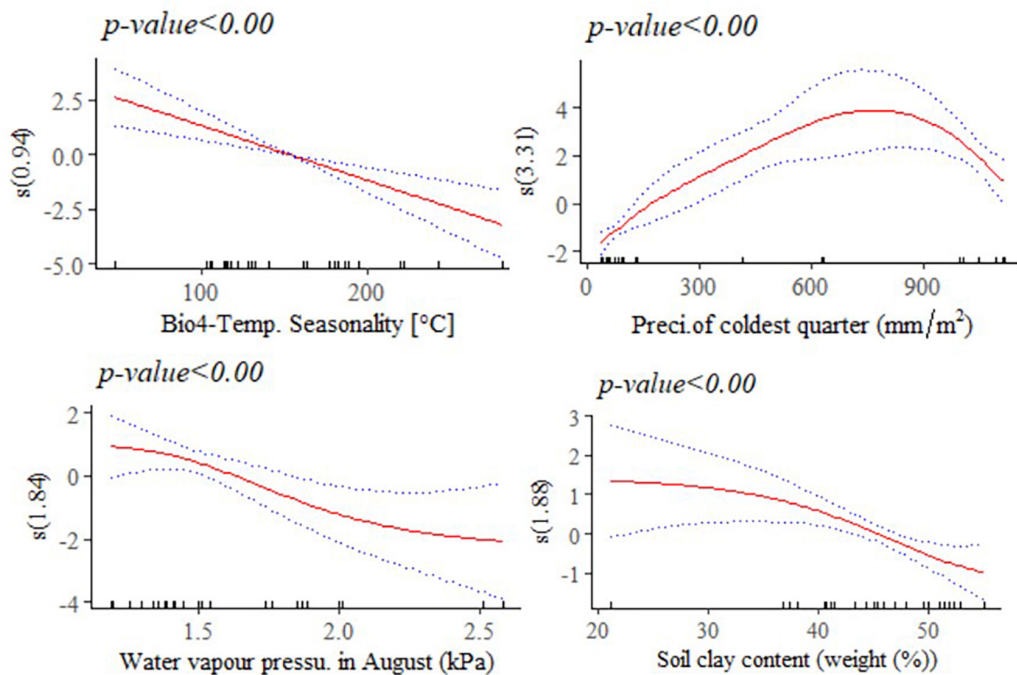 p-value<0.00
s(0.94)
2.5
0.0
-2.5
-5.0
100
200
Bio4-Temp. Seasonality [°C]
p-value<0.00
s(3.31)
4
2
0
-2
0
300
600
900
Preci.of coldest quarter (mm/m²)
p-value<0.00
s(1.84)
2
0
-2
-4
1.5
2.0
2.5
Water vapour pressu. in August (kPa)
p-value<0.00
s(1.88)
3
2
1
0
-1
20
30
40
50
Soil clay content (weight (%))